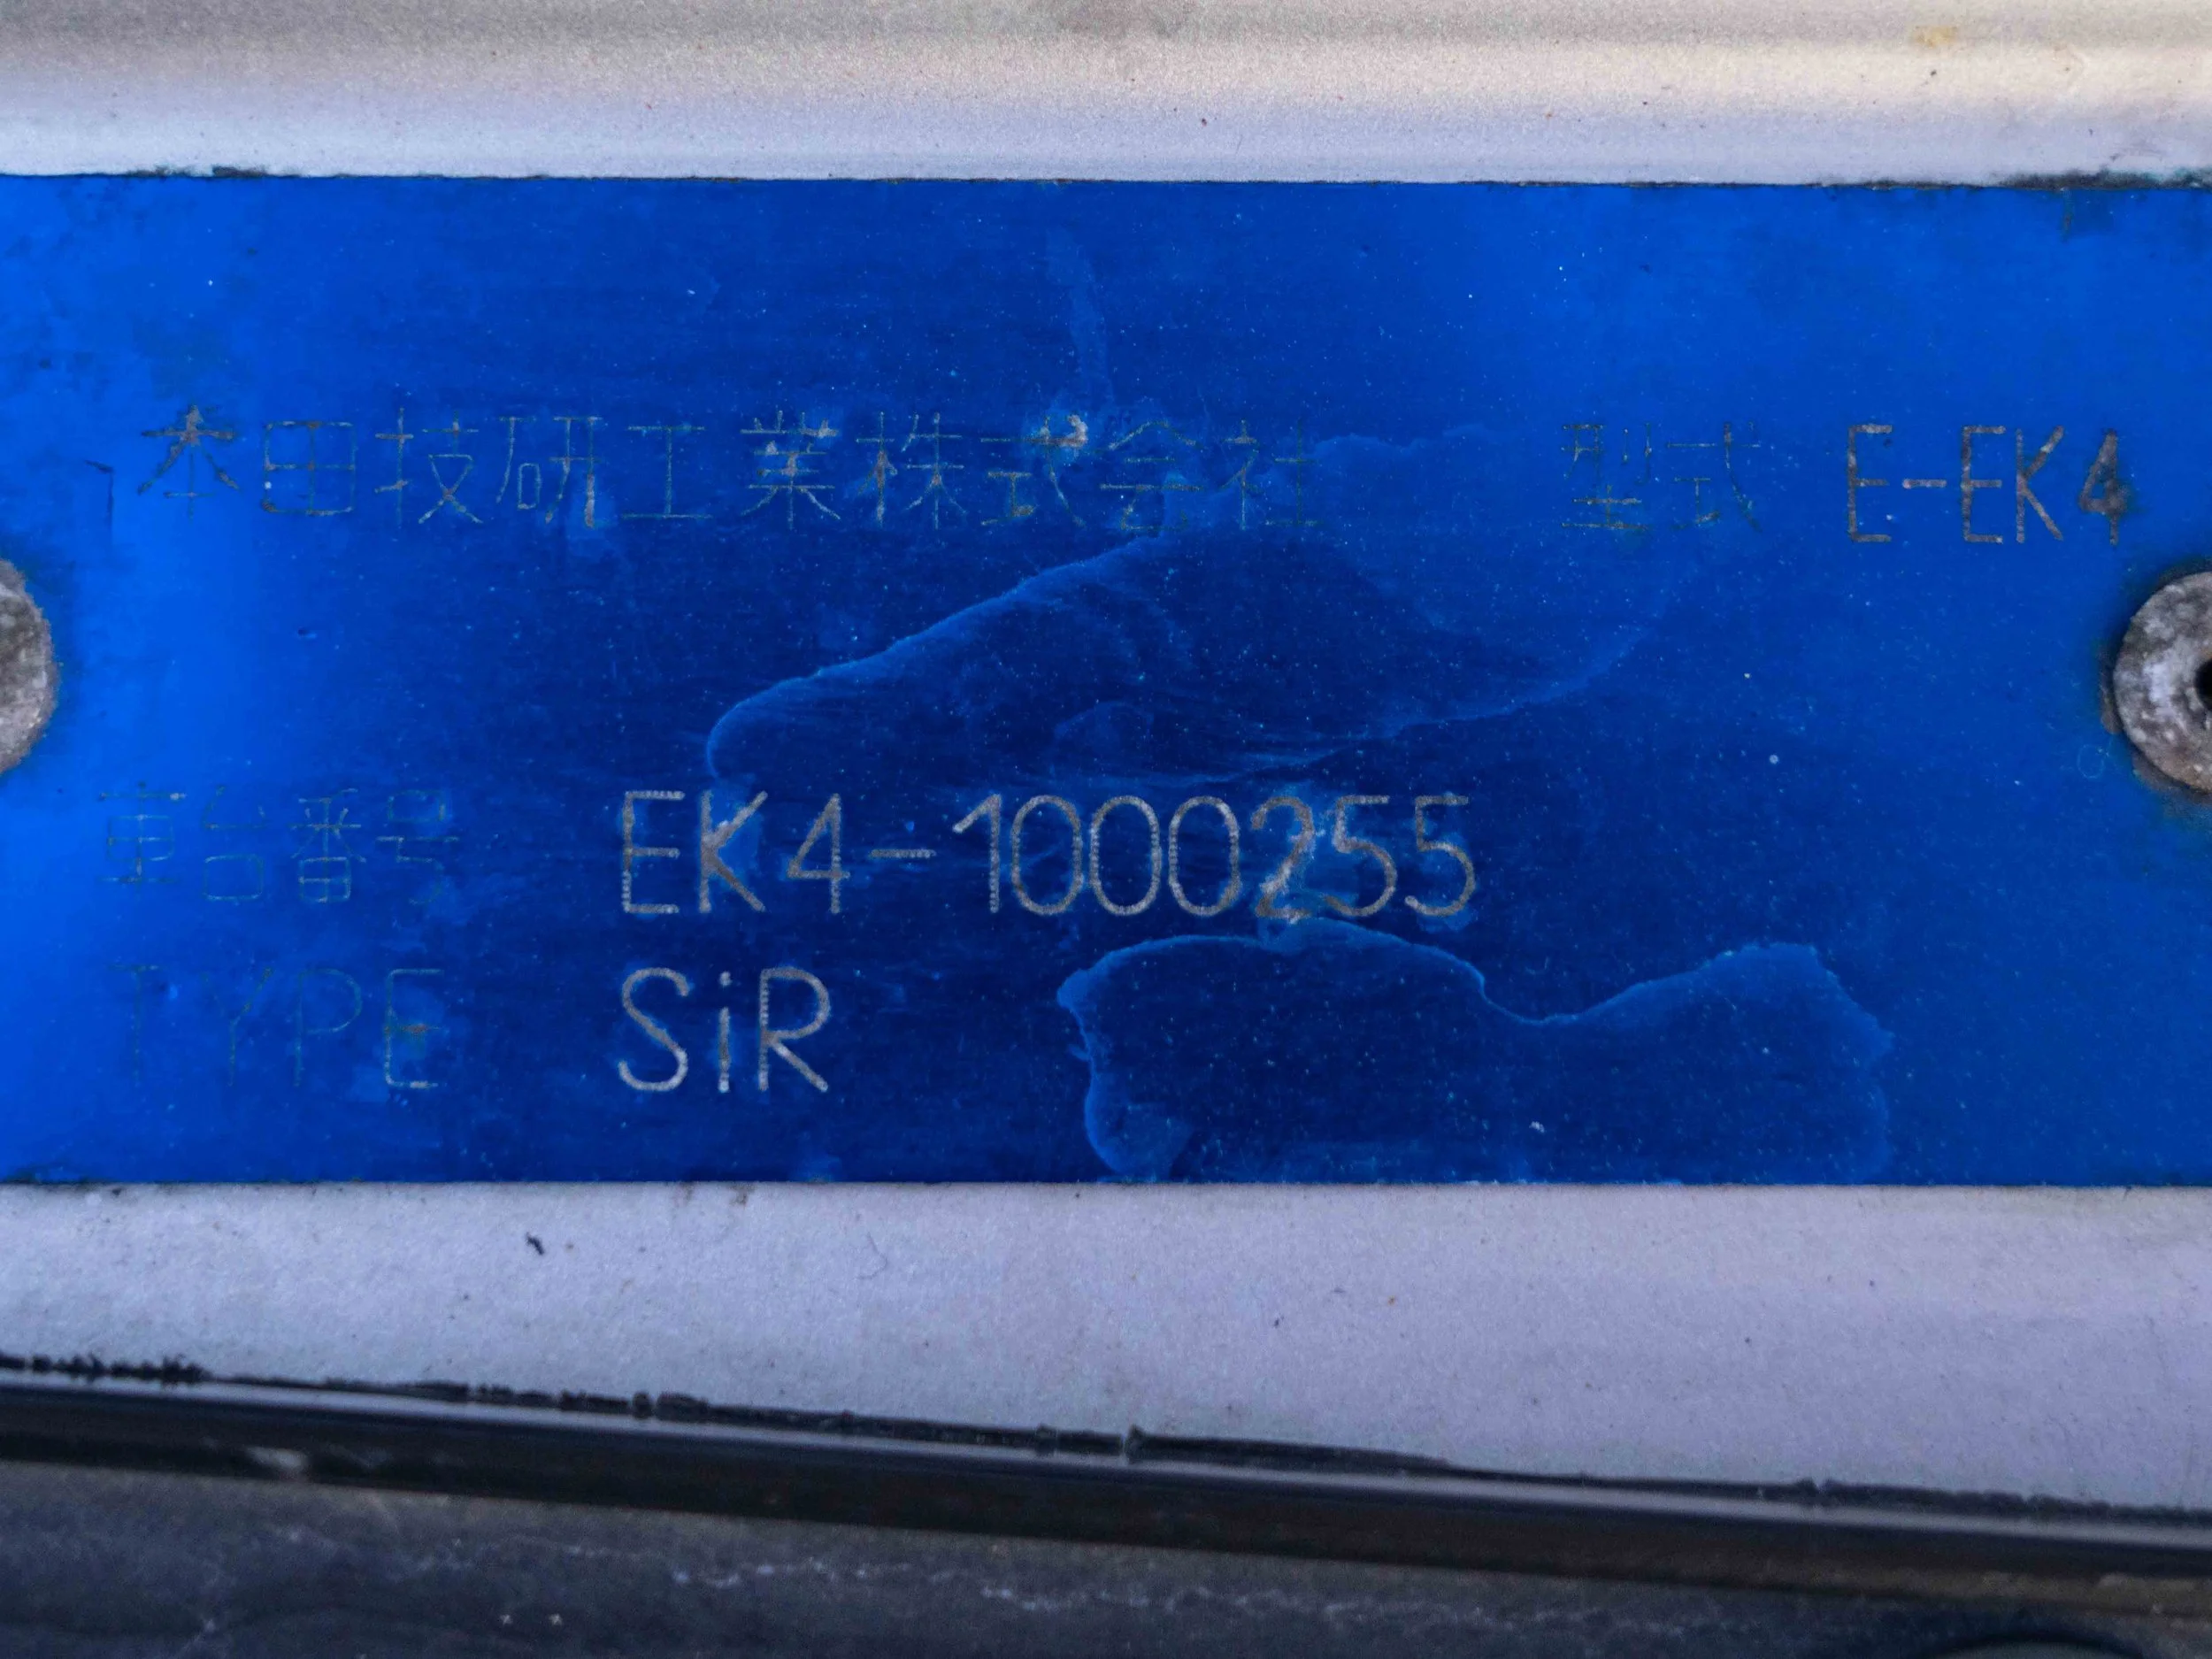 本田技研工業株式会社 型式 E-EK4
車台番号 EK4-1000255
TYPE SiR